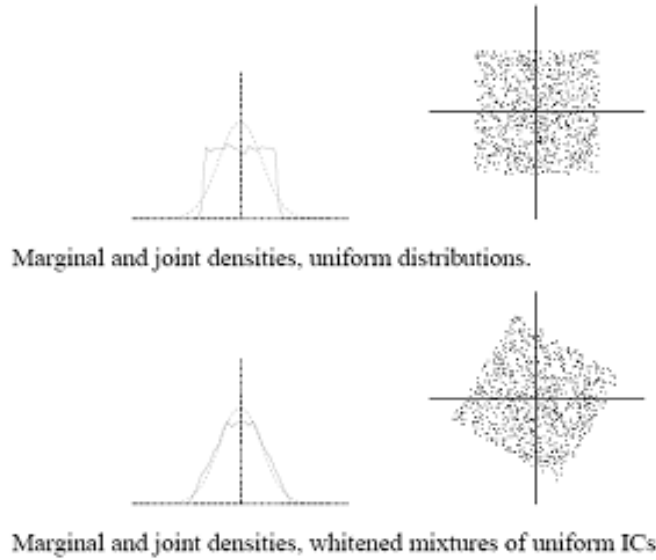 Marginal and joint densities, uniform distributions.
Marginal and joint densities, whitened mixtures of uniform ICs